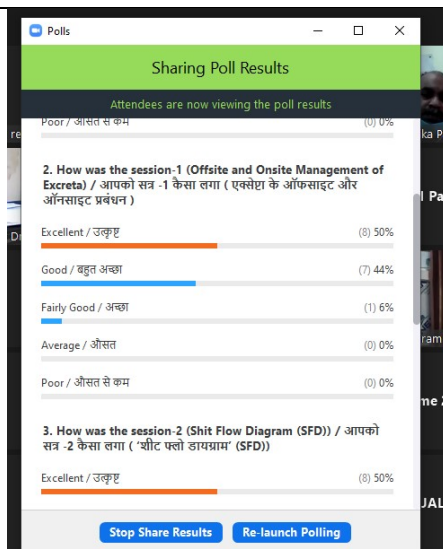 Polls
Sharing Poll Results
Attendees are now viewing the poll results
Poor / औसत से कम (0) 0%
2. How was the session-1 (Offsite and Onsite Management of
Excreta) / आपको सत्र -1 कैसा लगा ( एक्सेप्टा के ऑफसाइट और
ऑनसाइट प्रबंधन )
Excellent / उत्कृष्ट (8) 50%
Good / बहुत अच्छा (7) 44%
Fairly Good / अच्छा (1) 6%
Average / औसत (0) 0%
Poor / औसत से कम (0) 0%
3. How was the session-2 (Shit Flow Diagram (SFD)) / आपको
सत्र -2 कैसा लगा ( 'शीट फ्लो डायग्राम' (SFD))
Excellent / उत्कृष्ट (8) 50%
Stop Share Results Re-launch Polling